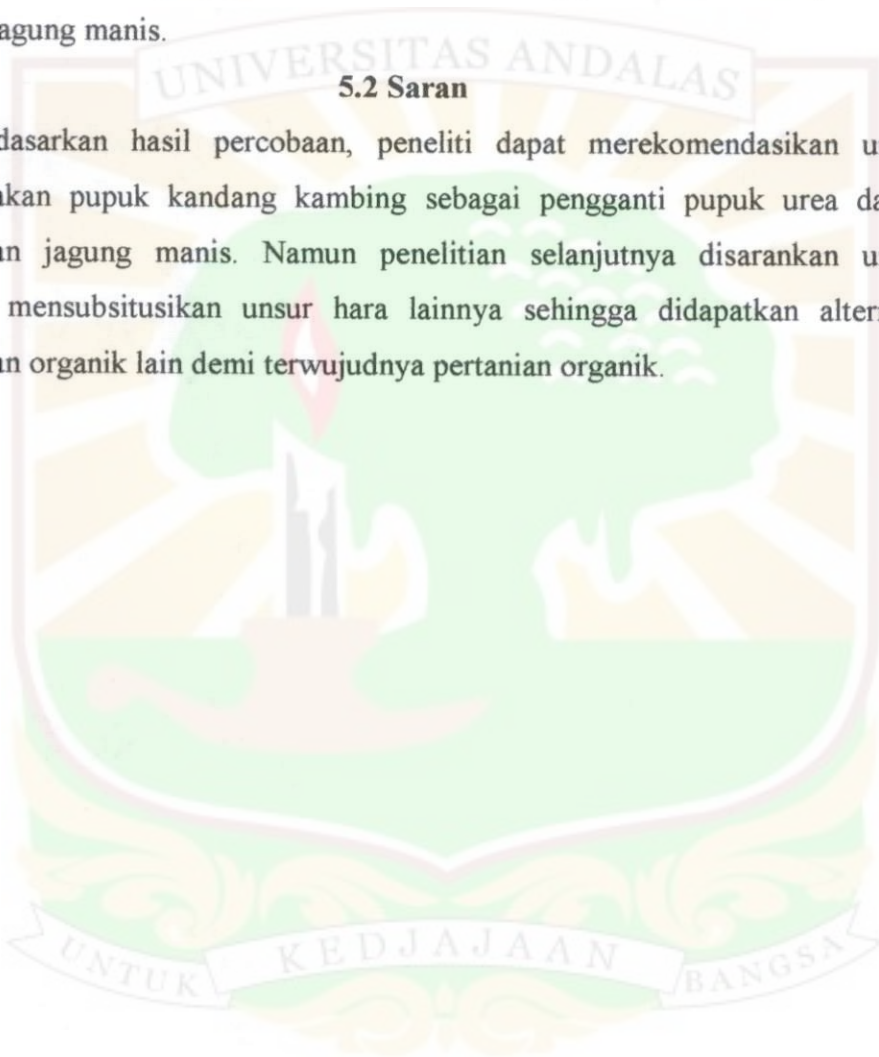 agung manis.
UNIVERSITAS ANDALAS
5.2 Saran
dasarkan hasil percobaan, peneliti dapat merekomendasikan u
akan pupuk kandang kambing sebagai pengganti pupuk urea da
an jagung manis. Namun penelitian selanjutnya disarankan u
mensubsitusikan unsur hara lainnya sehingga didapatkan alter
an organik lain demi terwujudnya pertanian organik.
UNTUK KEDJAJAAN BANGSA